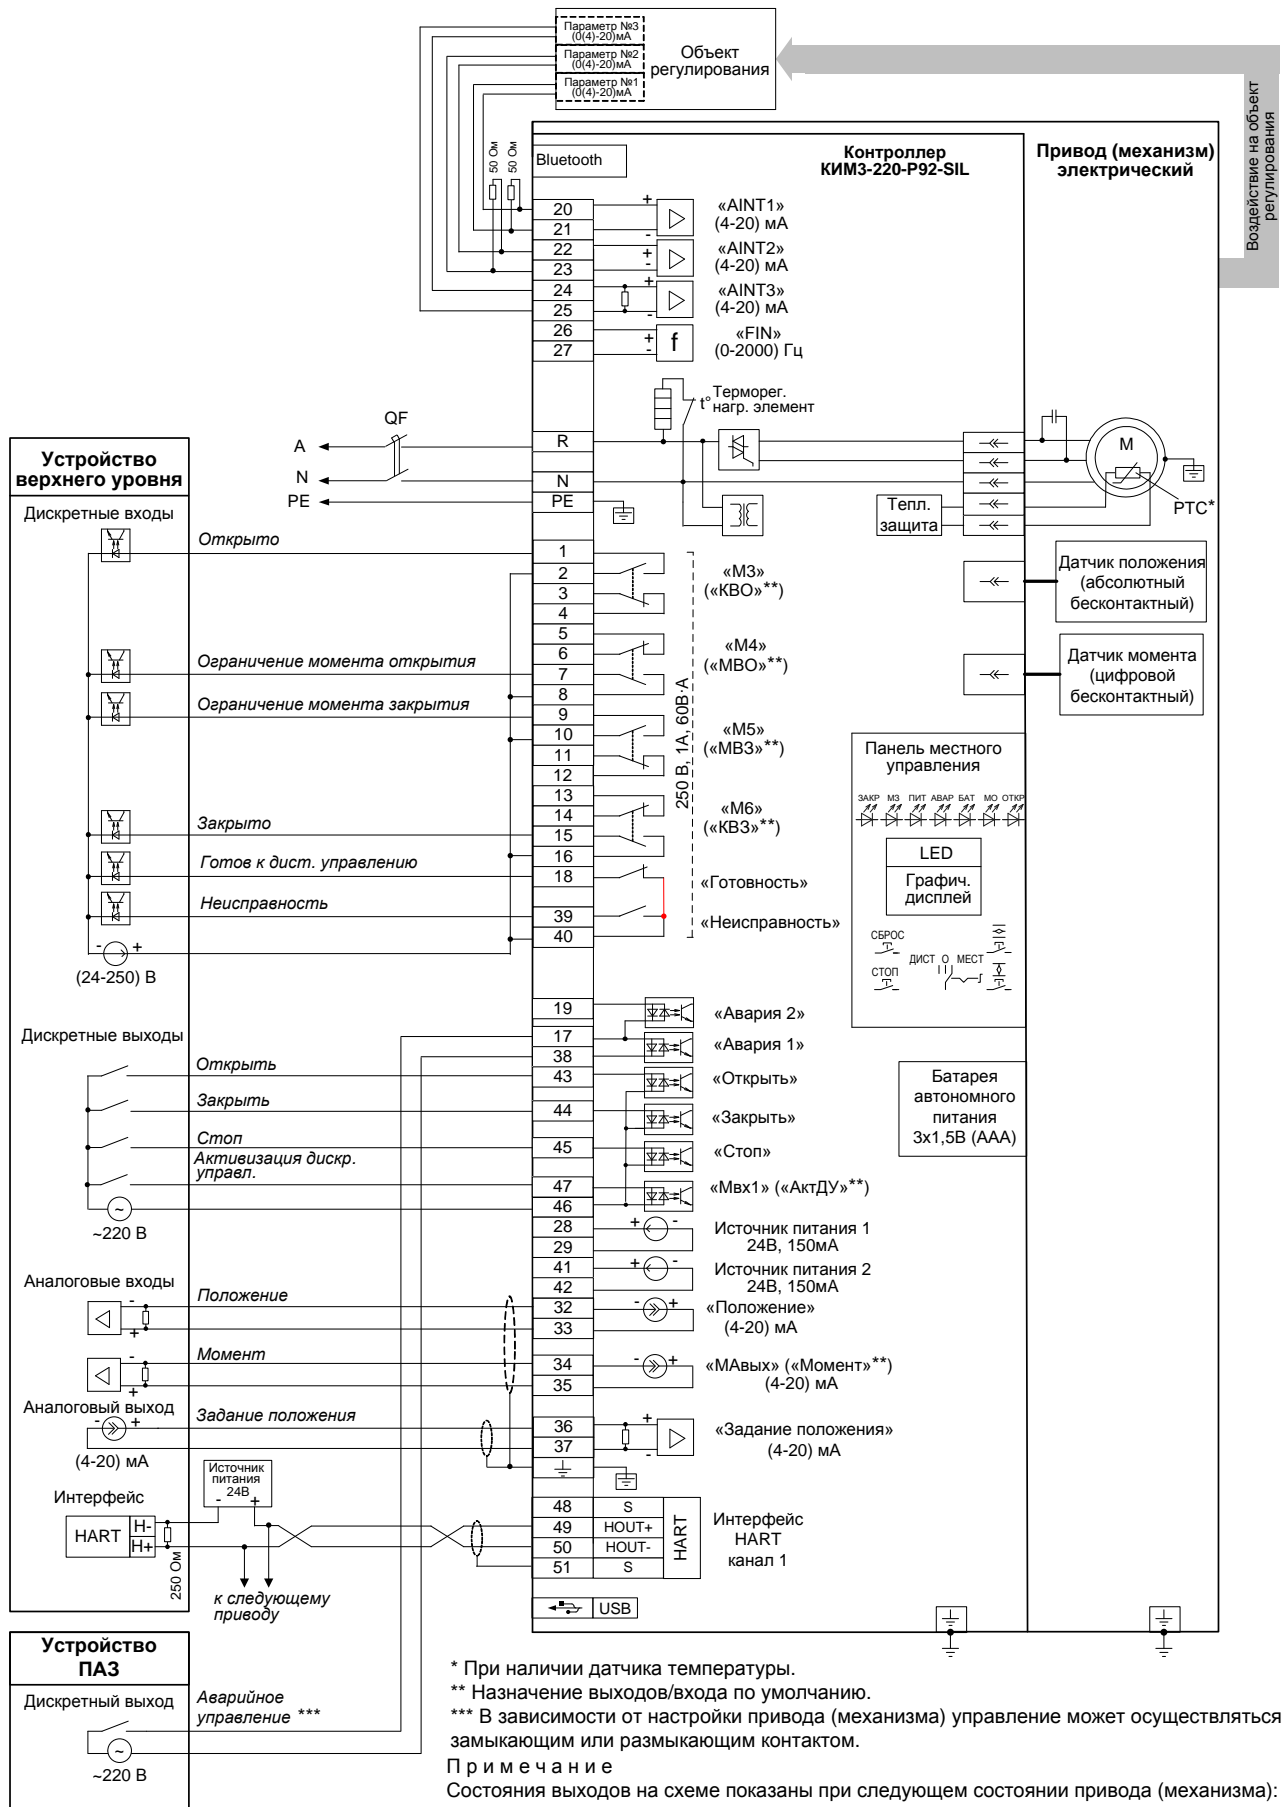 Параметр №3
(0(4)-20)мА
Параметр №2
(0(4)-20)мА
Параметр №1
(0(4)-20)мА
Объект
регулирования
Воздействие на объект
регулирования
50 Ом
50 Ом
Bluetooth
Контроллер
КИМ3-220-P92-SIL
Привод (механизм)
электрический
20
21
22
23
24
25
26
27
+
-
«AINT1»
(4-20) мА
+
-
«AINT2»
(4-20) мА
+
-
«AINT3»
(4-20) мА
+
-
f
«FIN»
(0-2000) Гц
t°
Терморег.
нагр. элемент
QF
A
N
PE
R
N
PE
Тепл.
защита
M
PTC*
Датчик положения
(абсолютный
бесконтактный)
Датчик момента
(цифровой
бесконтактный)
Устройство
верхнего уровня
Дискретные входы
Открыто
Ограничение момента открытия
Ограничение момента закрытия
Закрыто
Готов к дист. управлению
Неисправность
- +
(24-250) В
1
2
3
4
5
6
7
8
9
10
11
12
13
14
15
16
18
39
40
«М3»
(«КВО»**)
«М4»
(«МВО»**)
«М5»
(«МВЗ»**)
«М6»
(«КВЗ»**)
«Готовность»
«Неисправность»
250 В, 1А, 60В·А
Панель местного
управления
ЗАКР МЗ ПИТ АВАР БАТ МО ОТКР
LED
Графич.
дисплей
СБРОС
СТОП
ДИСТ О МЕСТ
Дискретные выходы
Открыть
Закрыть
Стоп
Активизация дискр.
управл.
~
~220 В
19
17
38
43
44
45
47
46
28
29
41
42
32
33
34
35
36
37
«Авария 2»
«Авария 1»
«Открыть»
«Закрыть»
«Стоп»
«Мвх1» («АктДУ»**)
+ -
Источник питания 1
24В, 150мА
+ -
Источник питания 2
24В, 150мА
- +
«Положение»
(4-20) мА
- +
«МАвых» («Момент»**)
(4-20) мА
+
-
«Задание положения»
(4-20) мА
Батарея
автономного
питания
3х1,5В (ААА)
Аналоговые входы
-
+
Положение
-
+
Момент
Аналоговый выход
- +
Задание положения
(4-20) мА
Источник
питания
24В
- +
Интерфейс
HART
H-
H+
250 Ом
к следующему
приводу
48 S
49 HOUT+
50 HOUT-
51 S
HART
Интерфейс
HART
канал 1
USB
Устройство
ПАЗ
Дискретный выход
Аварийное
управление ***
~
~220 В
* При наличии датчика температуры.
** Назначение выходов/входа по умолчанию.
*** В зависимости от настройки привода (механизма) управление может осуществляться
замыкающим или размыкающим контактом.
П р и м е ч а н и е
Состояния выходов на схеме показаны при следующем состоянии привода (механизма):